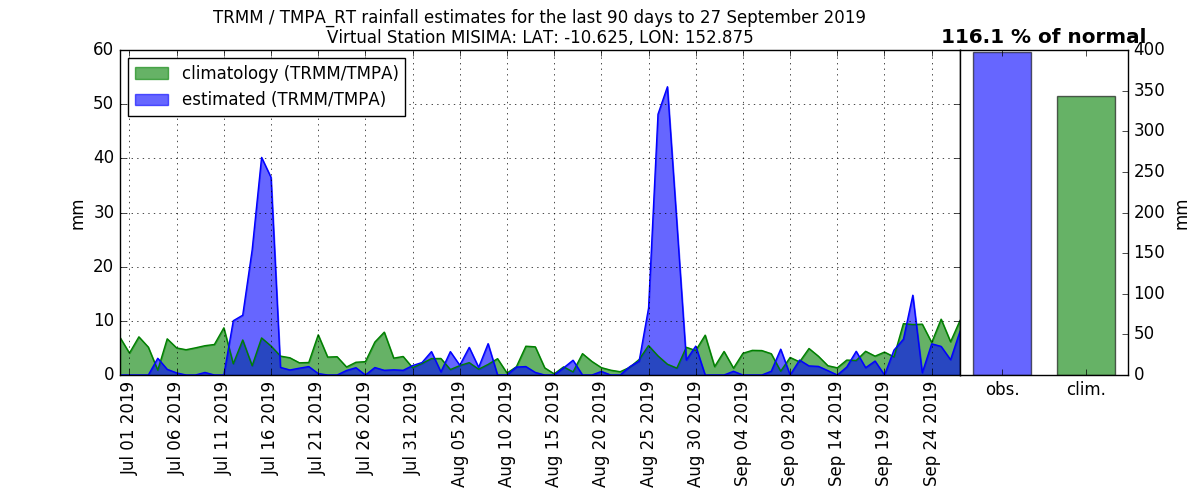 TRMM / TMPA_RT rainfall estimates for the last 90 days to 27 September 2019
Virtual Station MISIMA: LAT: -10.625, LON: 152.875
116.1 % of normal
climatology (TRMM/TMPA)
estimated (TRMM/TMPA)
60
50
40
30
20
10
0
mm
Jul 01 2019
Jul 06 2019
Jul 11 2019
Jul 16 2019
Jul 21 2019
Jul 26 2019
Jul 31 2019
Aug 05 2019
Aug 10 2019
Aug 15 2019
Aug 20 2019
Aug 25 2019
Aug 30 2019
Sep 04 2019
Sep 09 2019
Sep 14 2019
Sep 19 2019
Sep 24 2019
obs.
clim.
400
350
300
250
200
150
100
50
0
mm